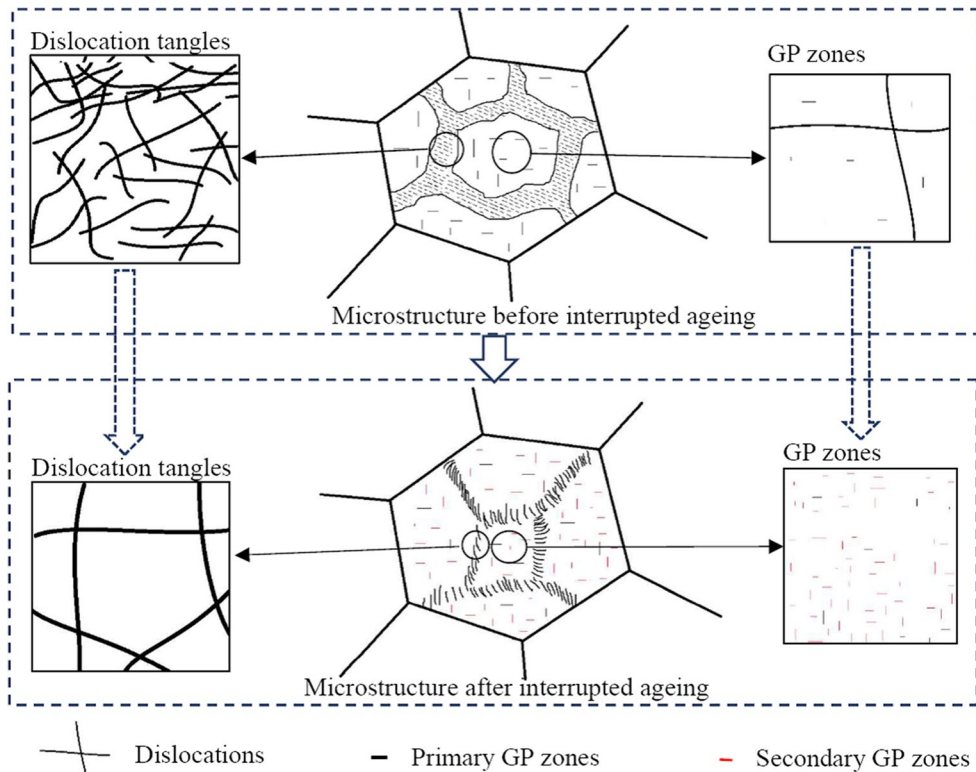 Dislocation tangles
GP zones
Microstructure before interrupted ageing
Dislocation tangles
GP zones
Microstructure after interrupted ageing
Dislocations
Primary GP zones
Secondary GP zones